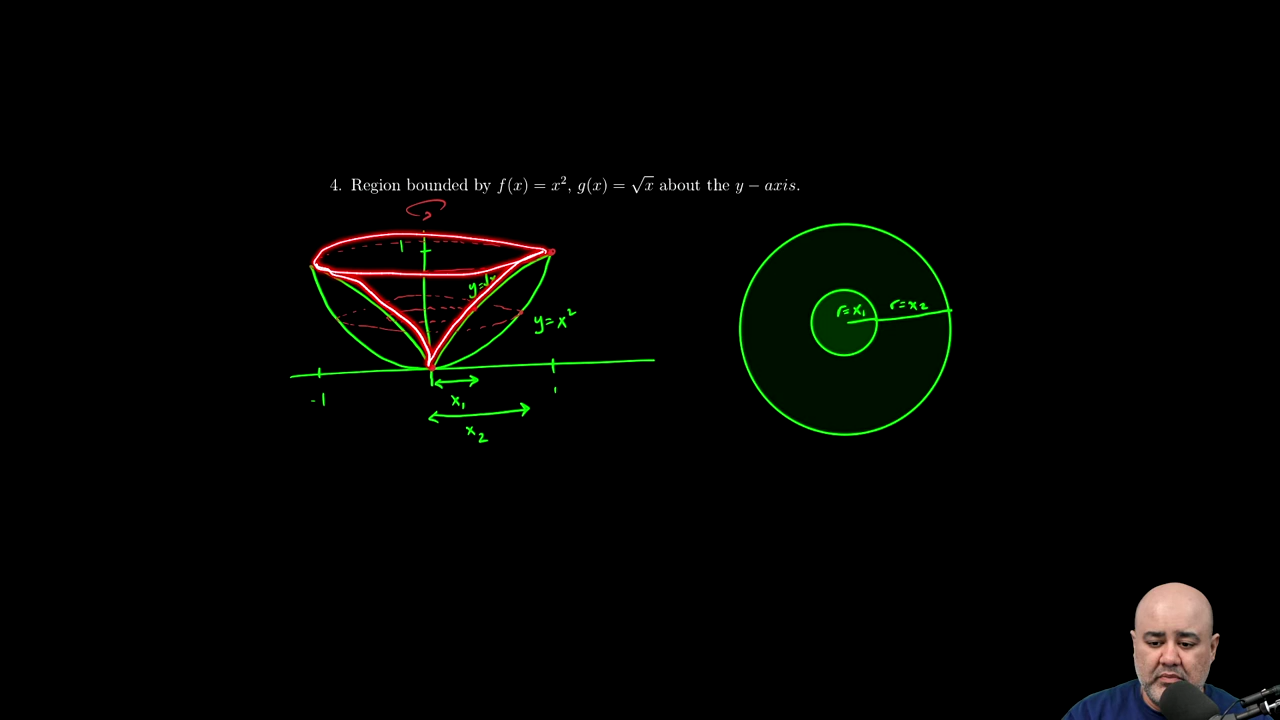 4. Region bounded by f(x) = x², g(x) = √x about the y − axis.
1
y=√x
y=x²
r=x₁
r=x₂
-1
1
x₁
x₂